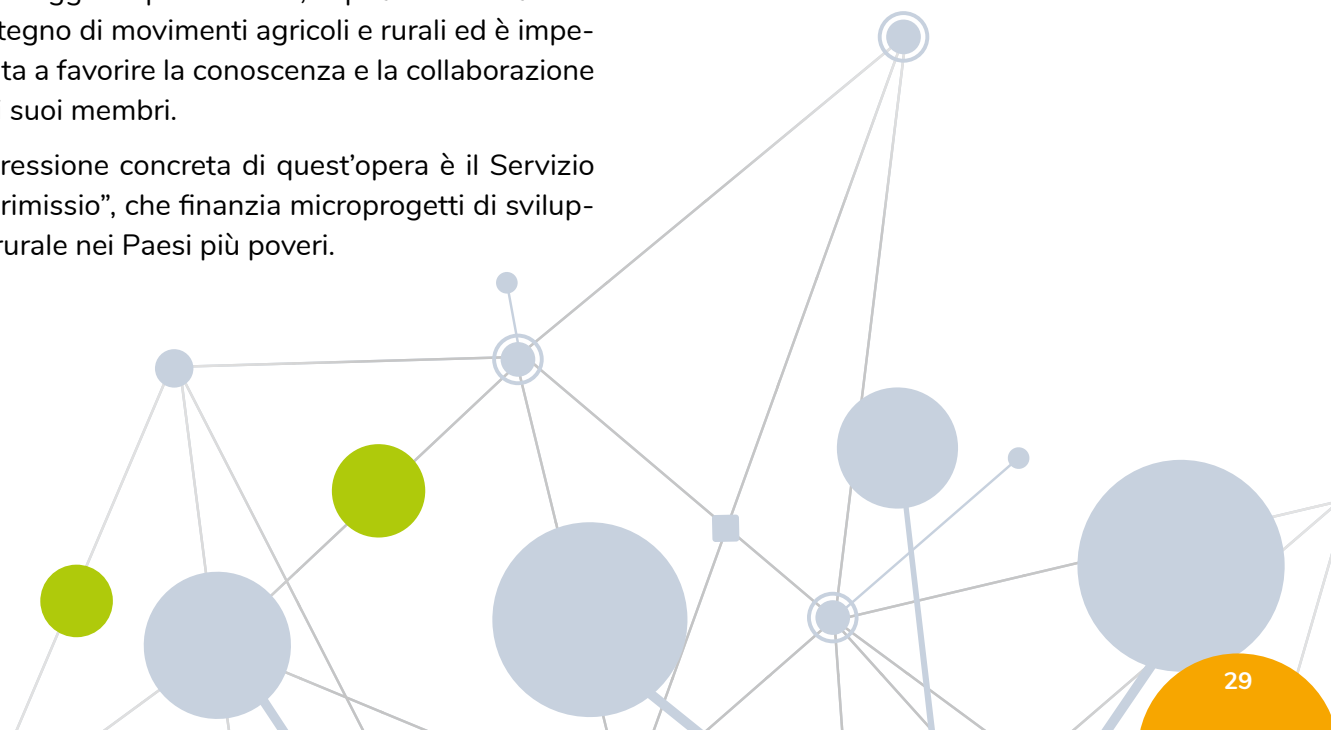 tegno di movimenti agricoli e rurali ed è impe-
ta a favorire la conoscenza e la collaborazione
suoi membri.
ressione concreta di quest’opera è il Servizio
rimissio”, che finanzia microprogetti di svilup-
rurale nei Paesi più poveri.
29